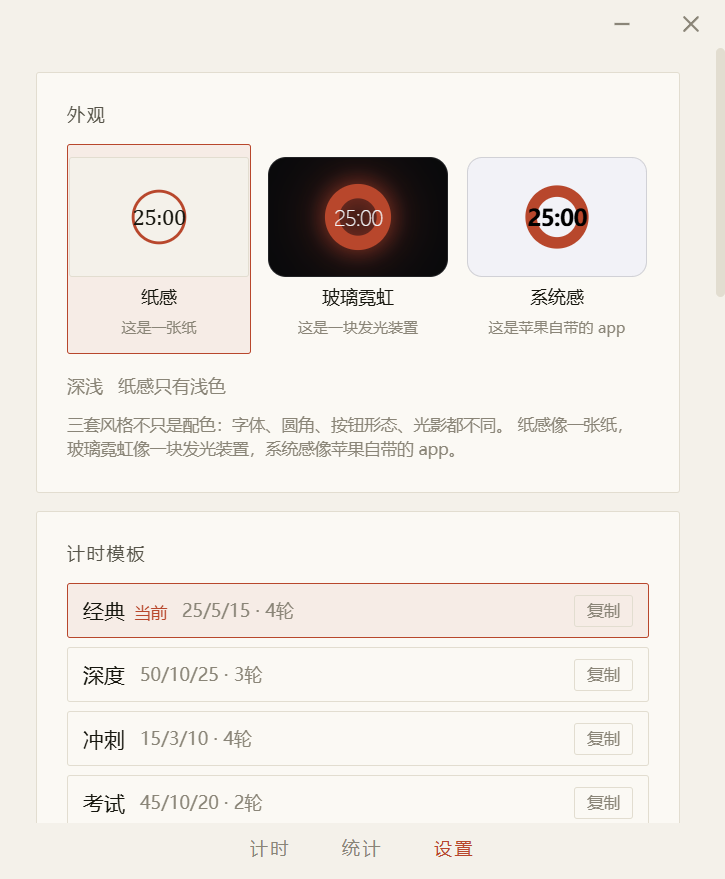 外观
25:00 25:00 25:00
纸感 玻璃霓虹 系统感
这是一张纸 这是一块发光装置 这是苹果自带的 app
深浅 纸感只有浅色
三套风格不只是配色：字体、圆角、按钮形态、光影都不同。 纸感像一张纸，
玻璃霓虹像一块发光装置，系统感像苹果自带的 app。
计时模板
经典 当前 25/5/15 · 4轮 复制
深度 50/10/25 · 3轮 复制
冲刺 15/3/10 · 4轮 复制
考试 45/10/20 · 2轮 复制
计时 统计 设置